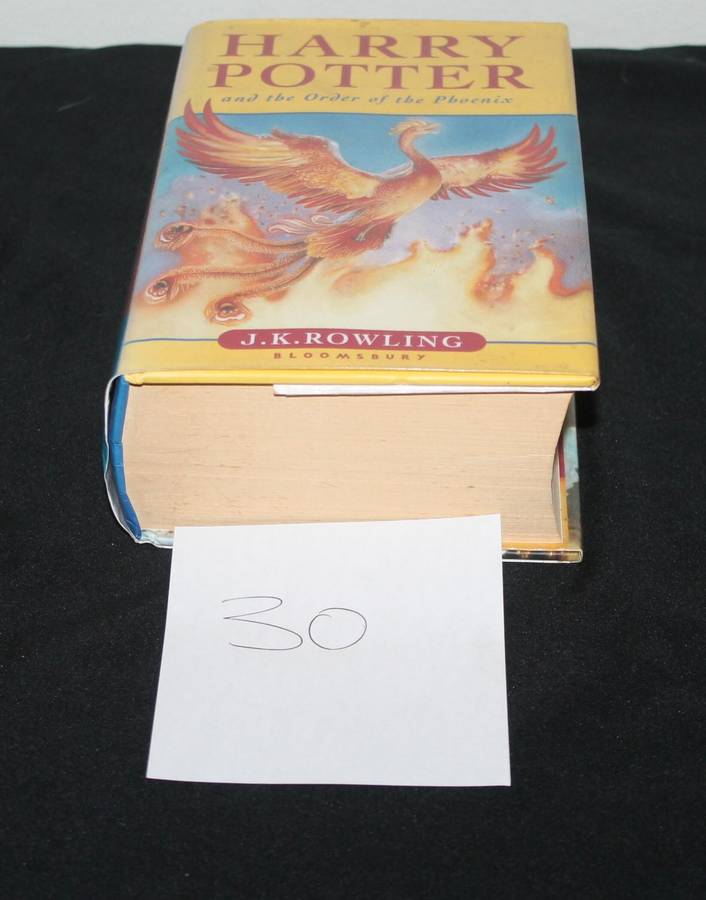 HARRY
POTTER
and the Order of the Phoenix
J.K.ROWLING
BLOOMSBURY
30